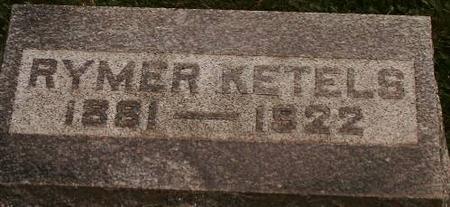 RYMER KETELS
1881 — 1922